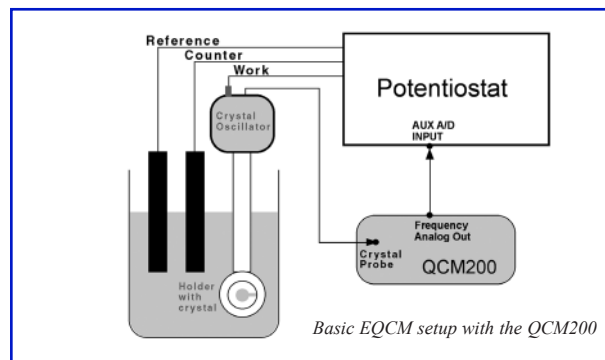 Reference
Counter
Work
Crystal
Oscillator
Potentiostat
AUX A/D
INPUT
Frequency
Analog Out
Crystal
Probe
QCM200
Holder
with
crystal
Basic EQCM setup with the QCM200